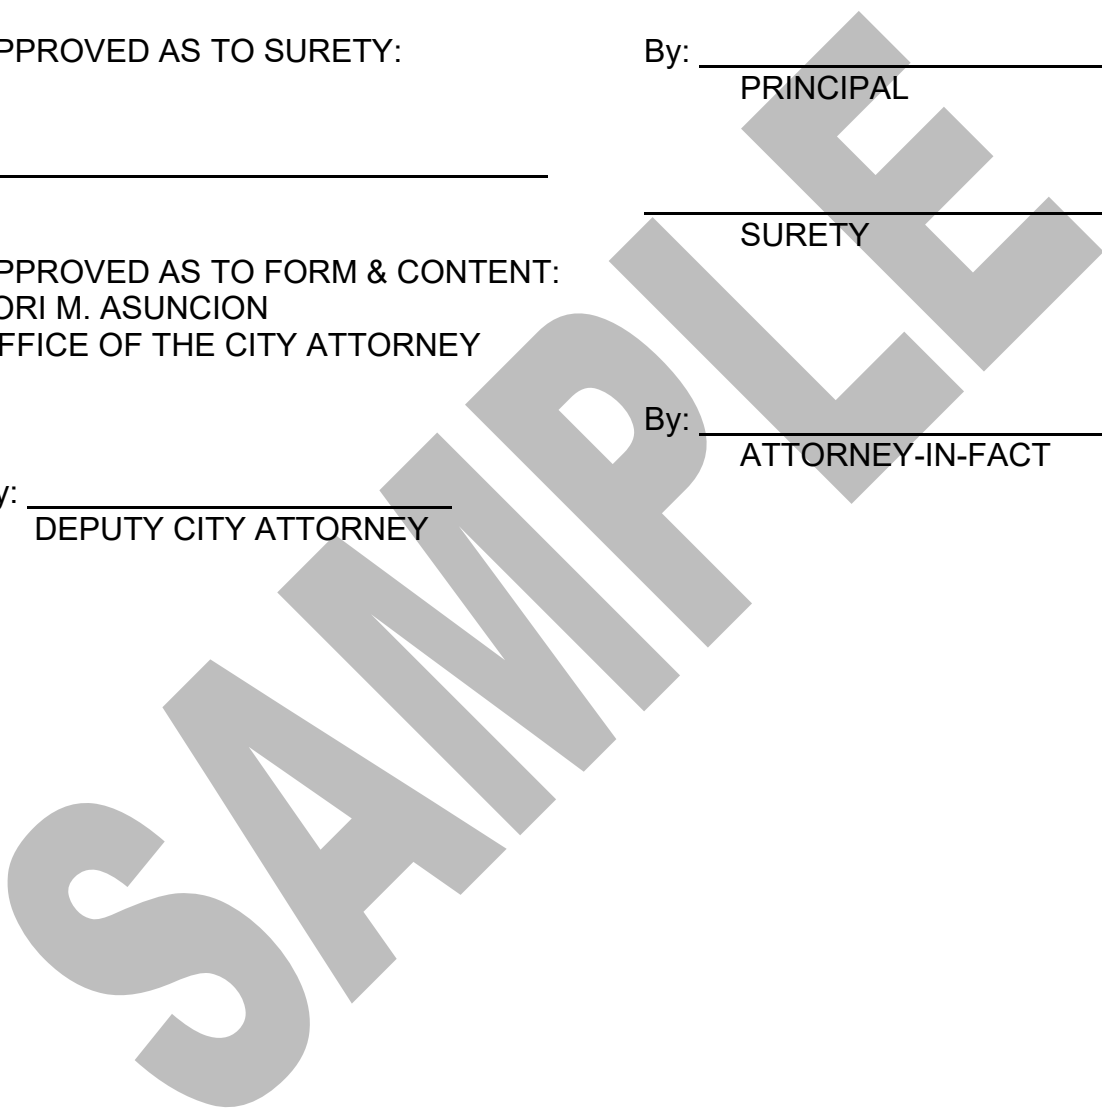 PPROVED AS TO SURETY:
By:
PRINCIPAL
SURETY
PPROVED AS TO FORM & CONTENT:
ORI M. ASUNCION
FFICE OF THE CITY ATTORNEY
By:
ATTORNEY-IN-FACT
y:
DEPUTY CITY ATTORNEY
SAMPLE